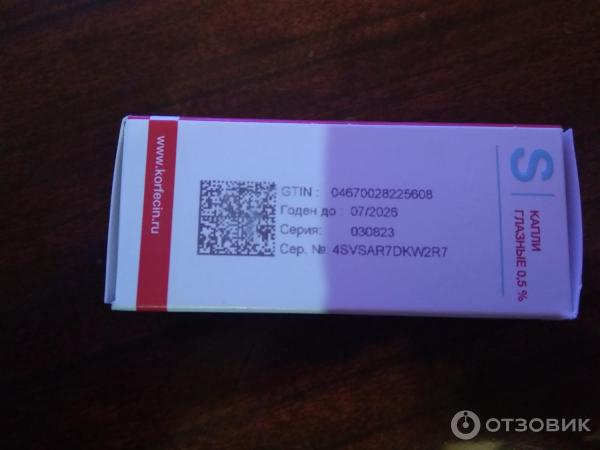 www.korfecin.ru
GTIN : 04670028225608
Годен до : 07/2026
Серия: 030823
Сер. №: 4SVSAR7DKW2R7
S
КАПЛИ
ГЛАЗНЫЕ 0,5 %
ОТЗОВИК